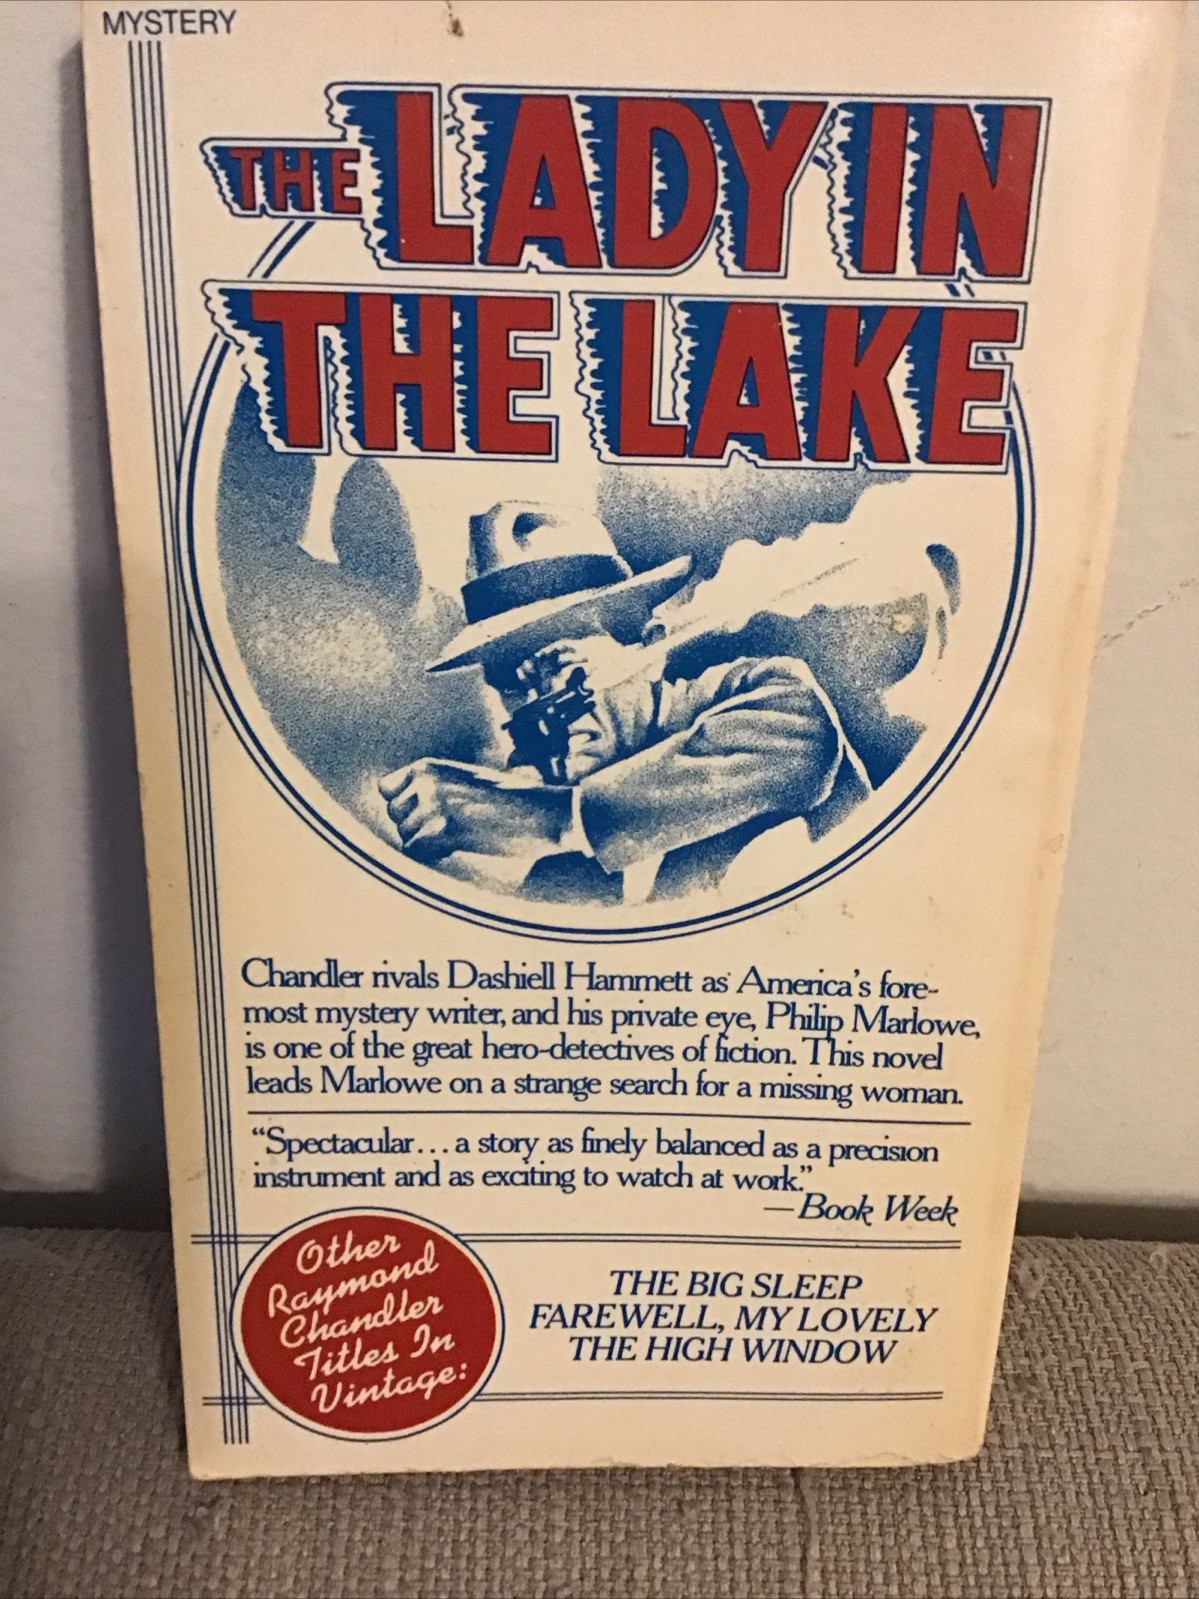 MYSTERY
THE LADY IN
THE LAKE
Chandler rivals Dashiell Hammett as America's fore-
most mystery writer, and his private eye, Philip Marlowe,
is one of the great hero-detectives of fiction. This novel
leads Marlowe on a strange search for a missing woman.
“Spectacular...a story as finely balanced as a precision
instrument and as exciting to watch at work.”
—Book Week
Other
Raymond
Chandler
Titles In
Vintage:
THE BIG SLEEP
FAREWELL, MY LOVELY
THE HIGH WINDOW